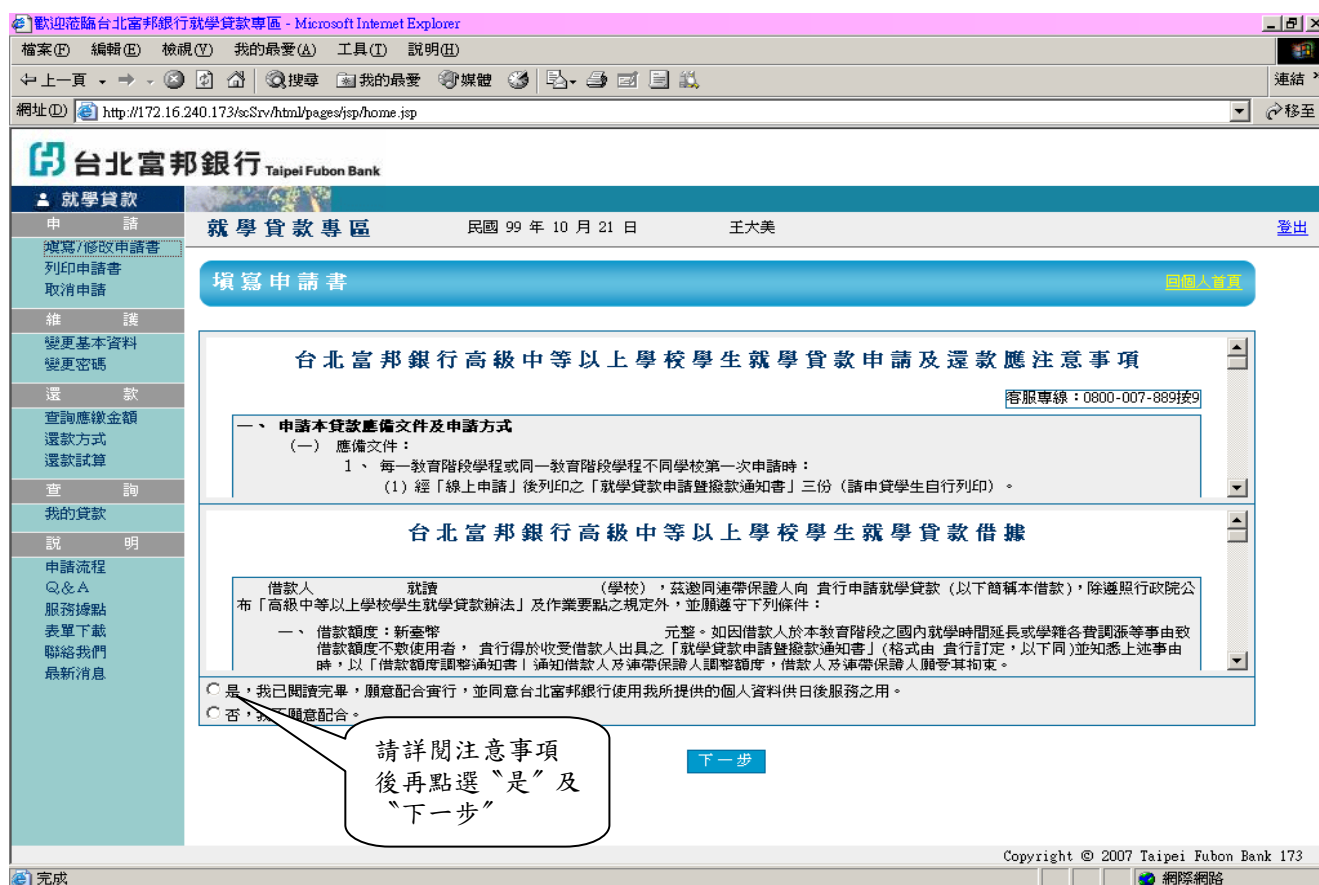 歡迎蒞臨台北富邦銀行就學貸款專區 - Microsoft Internet Explorer
檔案(F) 編輯(E) 檢視(V) 我的最愛(A) 工具(T) 說明(H)
上一頁 搜尋 我的最愛 媒體 連結 »
網址(D) http://172.16.240.173/scSrv/html/pages/jsp/home.jsp 移至
台北富邦銀行 Taipei Fubon Bank
就學貸款
申 請
填寫/修改申請書
列印申請書
取消申請
維 護
變更基本資料
變更密碼
還 款
查詢應繳金額
還款方式
還款試算
查 詢
我的貸款
說 明
申請流程
Q&A
服務據點
表單下載
聯絡我們
最新消息
就學貸款專區 民國 99 年 10 月 21 日 王大美 登出
填寫申請書 回個人首頁
台北富邦銀行高級中等以上學校學生就學貸款申請及還款應注意事項
客服專線：0800-007-889按9
一、 申請本貸款應備文件及申請方式
(一) 應備文件：
1、 每一教育階段學程或同一教育階段學程不同學校第一次申請時：
(1) 經「線上申請」後列印之「就學貸款申請暨撥款通知書」三份（請申貸學生自行列印）。
台北富邦銀行高級中等以上學校學生就學貸款借據
借款人 就讀 (學校)，茲邀同連帶保證人向 貴行申請就學貸款 (以下簡稱本借款)，除遵照行政院公
布「高級中等以上學校學生就學貸款辦法」及作業要點之規定外，並願遵守下列條件：
一、 借款額度：新臺幣 元整。如因借款人於本教育階段之國內就學時間延長或學雜各費調漲等事由致
借款額度不敷使用者， 貴行得於收受借款人出具之「就學貸款申請暨撥款通知書」(格式由 貴行訂定，以下同)並知悉上述事由
時，以「借款額度調整通知書」通知借款人及連帶保證人調整額度，借款人及連帶保證人願受其拘束。
是，我已閱讀完畢，願意配合實行，並同意台北富邦銀行使用我所提供的個人資料供日後服務之用。
否，我不願意配合。
請詳閱注意事項
後再點選〝是〞及
〝下一步〞
下一步
Copyright © 2007 Taipei Fubon Bank 173
完成 網際網路